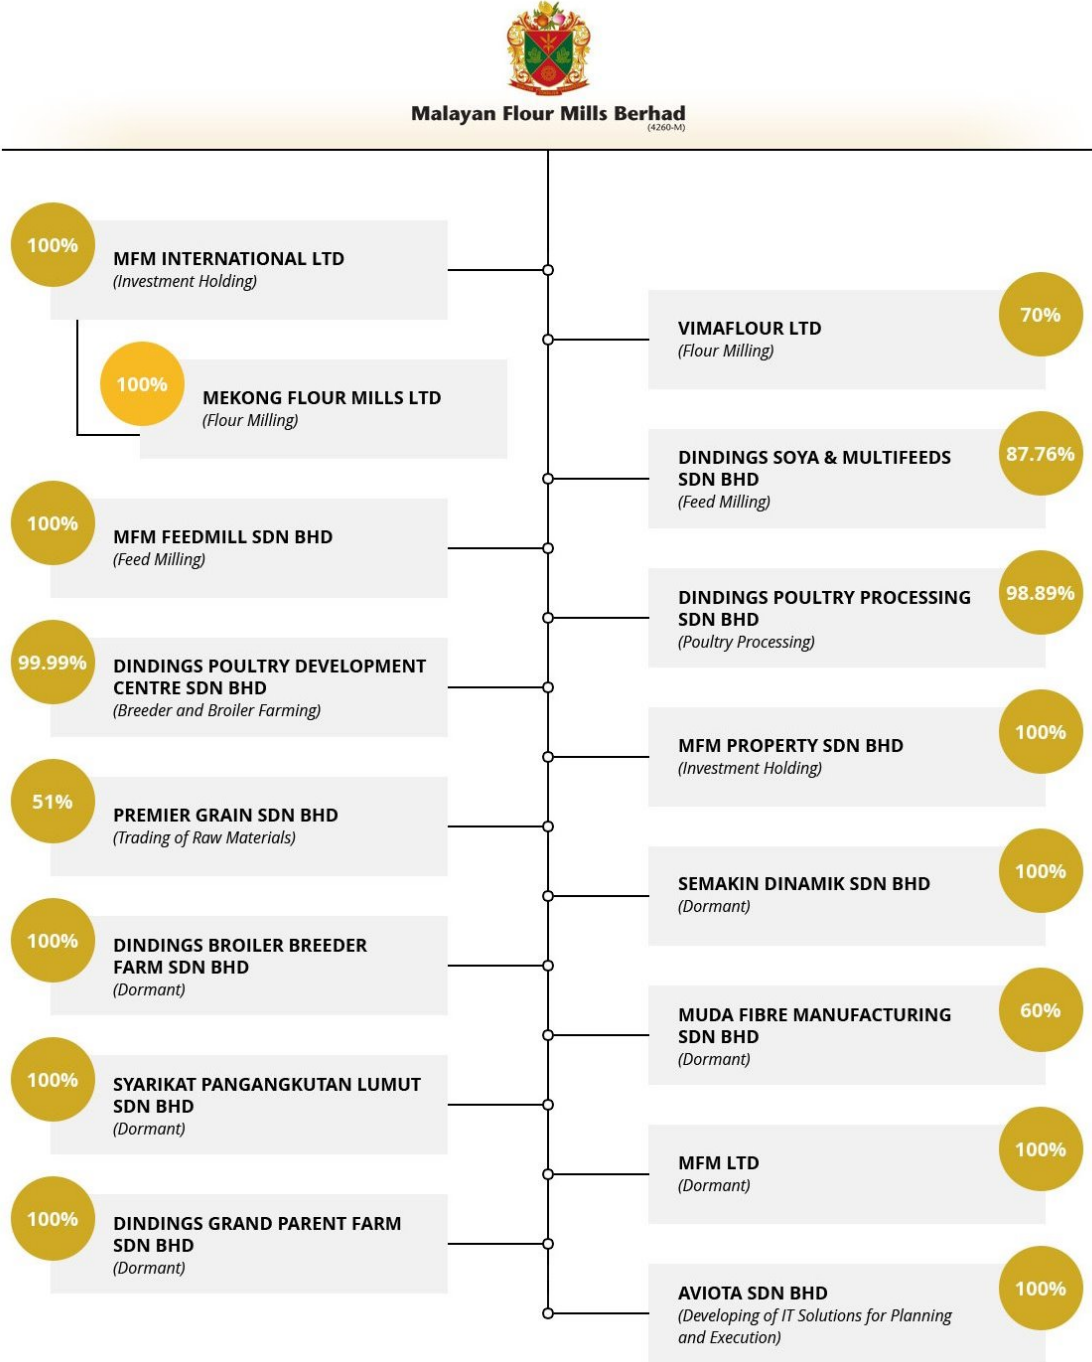 Malayan Flour Mills Berhad
(4260-M)
100%
MFM INTERNATIONAL LTD
(Investment Holding)
100%
MEKONG FLOUR MILLS LTD
(Flour Milling)
100%
MFM FEEDMILL SDN BHD
(Feed Milling)
99.99%
DINDINGS POULTRY DEVELOPMENT
CENTRE SDN BHD
(Breeder and Broiler Farming)
51%
PREMIER GRAIN SDN BHD
(Trading of Raw Materials)
100%
DINDINGS BROILER BREEDER
FARM SDN BHD
(Dormant)
100%
SYARIKAT PANGANGKUTAN LUMUT
SDN BHD
(Dormant)
100%
DINDINGS GRAND PARENT FARM
SDN BHD
(Dormant)
70%
VIMAFLOUR LTD
(Flour Milling)
87.76%
DINDINGS SOYA & MULTIFEEDS
SDN BHD
(Feed Milling)
98.89%
DINDINGS POULTRY PROCESSING
SDN BHD
(Poultry Processing)
100%
MFM PROPERTY SDN BHD
(Investment Holding)
100%
SEMAKIN DINAMIK SDN BHD
(Dormant)
60%
MUDA FIBRE MANUFACTURING
SDN BHD
(Dormant)
100%
MFM LTD
(Dormant)
100%
AVIOTA SDN BHD
(Developing of IT Solutions for Planning
and Execution)